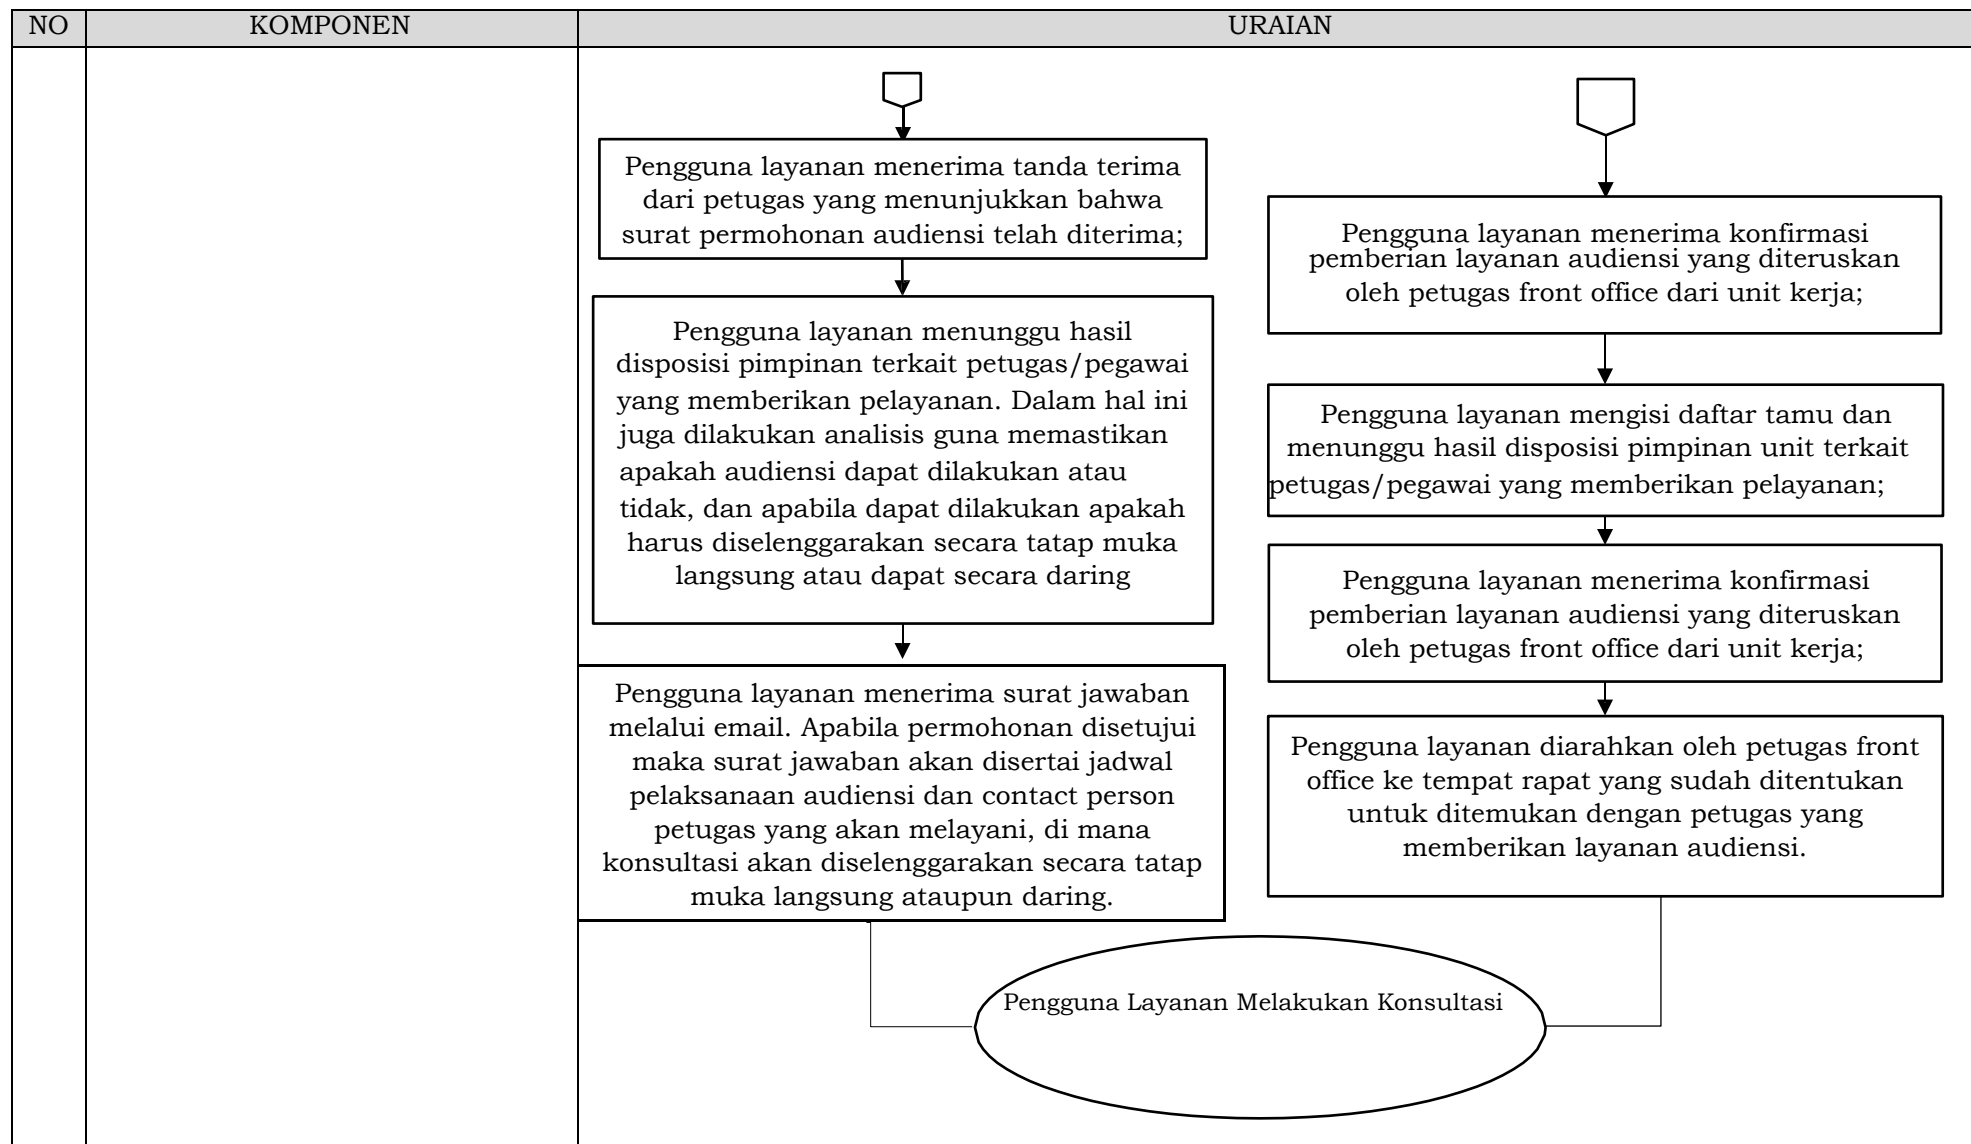 NO KOMPONEN URAIAN
Pengguna layanan menerima tanda terima
dari petugas yang menunjukkan bahwa
surat permohonan audiensi telah diterima;
Pengguna layanan menunggu hasil
disposisi pimpinan terkait petugas/pegawai
yang memberikan pelayanan. Dalam hal ini
juga dilakukan analisis guna memastikan
apakah audiensi dapat dilakukan atau
tidak, dan apabila dapat dilakukan apakah
harus diselenggarakan secara tatap muka
langsung atau dapat secara daring
Pengguna layanan menerima surat jawaban
melalui email. Apabila permohonan disetujui
maka surat jawaban akan disertai jadwal
pelaksanaan audiensi dan contact person
petugas yang akan melayani, di mana
konsultasi akan diselenggarakan secara tatap
muka langsung ataupun daring.
Pengguna layanan menerima konfirmasi
pemberian layanan audiensi yang diteruskan
oleh petugas front office dari unit kerja;
Pengguna layanan mengisi daftar tamu dan
menunggu hasil disposisi pimpinan unit terkait
petugas/pegawai yang memberikan pelayanan;
Pengguna layanan menerima konfirmasi
pemberian layanan audiensi yang diteruskan
oleh petugas front office dari unit kerja;
Pengguna layanan diarahkan oleh petugas front
office ke tempat rapat yang sudah ditentukan
untuk ditemukan dengan petugas yang
memberikan layanan audiensi.
Pengguna Layanan Melakukan Konsultasi